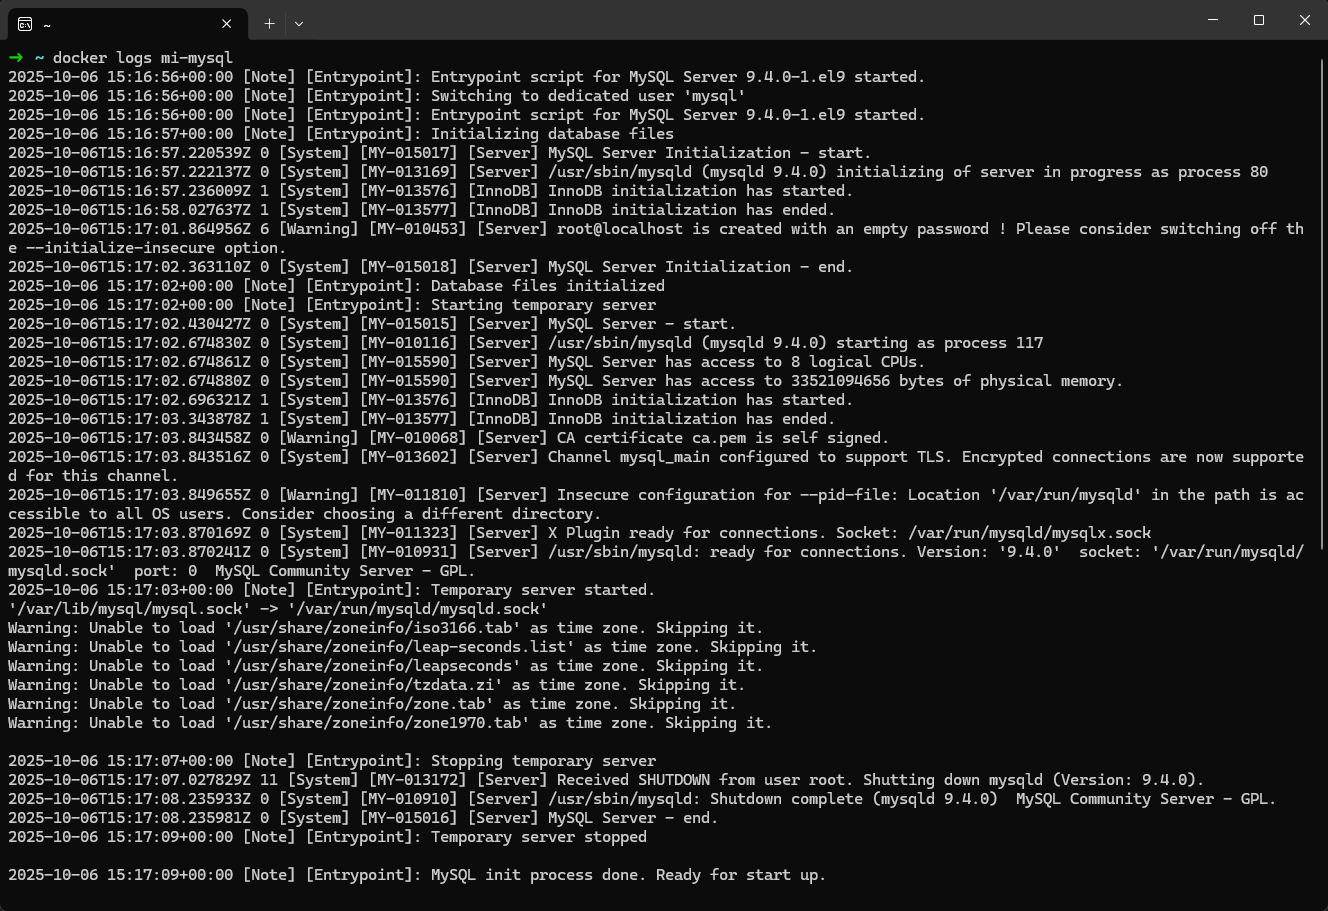 ~
➜ ~ docker logs mi-mysql
2025-10-06 15:16:56+00:00 [Note] [Entrypoint]: Entrypoint script for MySQL Server 9.4.0-1.el9 started.
2025-10-06 15:16:56+00:00 [Note] [Entrypoint]: Switching to dedicated user 'mysql'
2025-10-06 15:16:56+00:00 [Note] [Entrypoint]: Entrypoint script for MySQL Server 9.4.0-1.el9 started.
2025-10-06 15:16:57+00:00 [Note] [Entrypoint]: Initializing database files
2025-10-06T15:16:57.220539Z 0 [System] [MY-015017] [Server] MySQL Server Initialization - start.
2025-10-06T15:16:57.222137Z 0 [System] [MY-013169] [Server] /usr/sbin/mysqld (mysqld 9.4.0) initializing of server in progress as process 80
2025-10-06T15:16:57.236009Z 1 [System] [MY-013576] [InnoDB] InnoDB initialization has started.
2025-10-06T15:16:58.027637Z 1 [System] [MY-013577] [InnoDB] InnoDB initialization has ended.
2025-10-06T15:17:01.864956Z 6 [Warning] [MY-010453] [Server] root@localhost is created with an empty password ! Please consider switching off th
e --initialize-insecure option.
2025-10-06T15:17:02.363110Z 0 [System] [MY-015018] [Server] MySQL Server Initialization - end.
2025-10-06 15:17:02+00:00 [Note] [Entrypoint]: Database files initialized
2025-10-06 15:17:02+00:00 [Note] [Entrypoint]: Starting temporary server
2025-10-06T15:17:02.430427Z 0 [System] [MY-015015] [Server] MySQL Server - start.
2025-10-06T15:17:02.674830Z 0 [System] [MY-010116] [Server] /usr/sbin/mysqld (mysqld 9.4.0) starting as process 117
2025-10-06T15:17:02.674861Z 0 [System] [MY-015590] [Server] MySQL Server has access to 8 logical CPUs.
2025-10-06T15:17:02.674880Z 0 [System] [MY-015590] [Server] MySQL Server has access to 33521094656 bytes of physical memory.
2025-10-06T15:17:02.696321Z 1 [System] [MY-013576] [InnoDB] InnoDB initialization has started.
2025-10-06T15:17:03.343878Z 1 [System] [MY-013577] [InnoDB] InnoDB initialization has ended.
2025-10-06T15:17:03.843458Z 0 [Warning] [MY-010068] [Server] CA certificate ca.pem is self signed.
2025-10-06T15:17:03.843516Z 0 [System] [MY-013602] [Server] Channel mysql_main configured to support TLS. Encrypted connections are now supporte
d for this channel.
2025-10-06T15:17:03.849655Z 0 [Warning] [MY-011810] [Server] Insecure configuration for --pid-file: Location '/var/run/mysqld' in the path is ac
cessible to all OS users. Consider choosing a different directory.
2025-10-06T15:17:03.870169Z 0 [System] [MY-011323] [Server] X Plugin ready for connections. Socket: /var/run/mysqld/mysqlx.sock
2025-10-06T15:17:03.870241Z 0 [System] [MY-010931] [Server] /usr/sbin/mysqld: ready for connections. Version: '9.4.0'  socket: '/var/run/mysqld/
mysqld.sock'  port: 0  MySQL Community Server - GPL.
2025-10-06 15:17:03+00:00 [Note] [Entrypoint]: Temporary server started.
'/var/lib/mysql/mysql.sock' -> '/var/run/mysqld/mysqld.sock'
Warning: Unable to load '/usr/share/zoneinfo/iso3166.tab' as time zone. Skipping it.
Warning: Unable to load '/usr/share/zoneinfo/leap-seconds.list' as time zone. Skipping it.
Warning: Unable to load '/usr/share/zoneinfo/leapseconds' as time zone. Skipping it.
Warning: Unable to load '/usr/share/zoneinfo/tzdata.zi' as time zone. Skipping it.
Warning: Unable to load '/usr/share/zoneinfo/zone.tab' as time zone. Skipping it.
Warning: Unable to load '/usr/share/zoneinfo/zone1970.tab' as time zone. Skipping it.

2025-10-06 15:17:07+00:00 [Note] [Entrypoint]: Stopping temporary server
2025-10-06T15:17:07.027829Z 11 [System] [MY-013172] [Server] Received SHUTDOWN from user root. Shutting down mysqld (Version: 9.4.0).
2025-10-06T15:17:08.235933Z 0 [System] [MY-010910] [Server] /usr/sbin/mysqld: Shutdown complete (mysqld 9.4.0)  MySQL Community Server - GPL.
2025-10-06T15:17:08.235981Z 0 [System] [MY-015016] [Server] MySQL Server - end.
2025-10-06 15:17:09+00:00 [Note] [Entrypoint]: Temporary server stopped

2025-10-06 15:17:09+00:00 [Note] [Entrypoint]: MySQL init process done. Ready for start up.